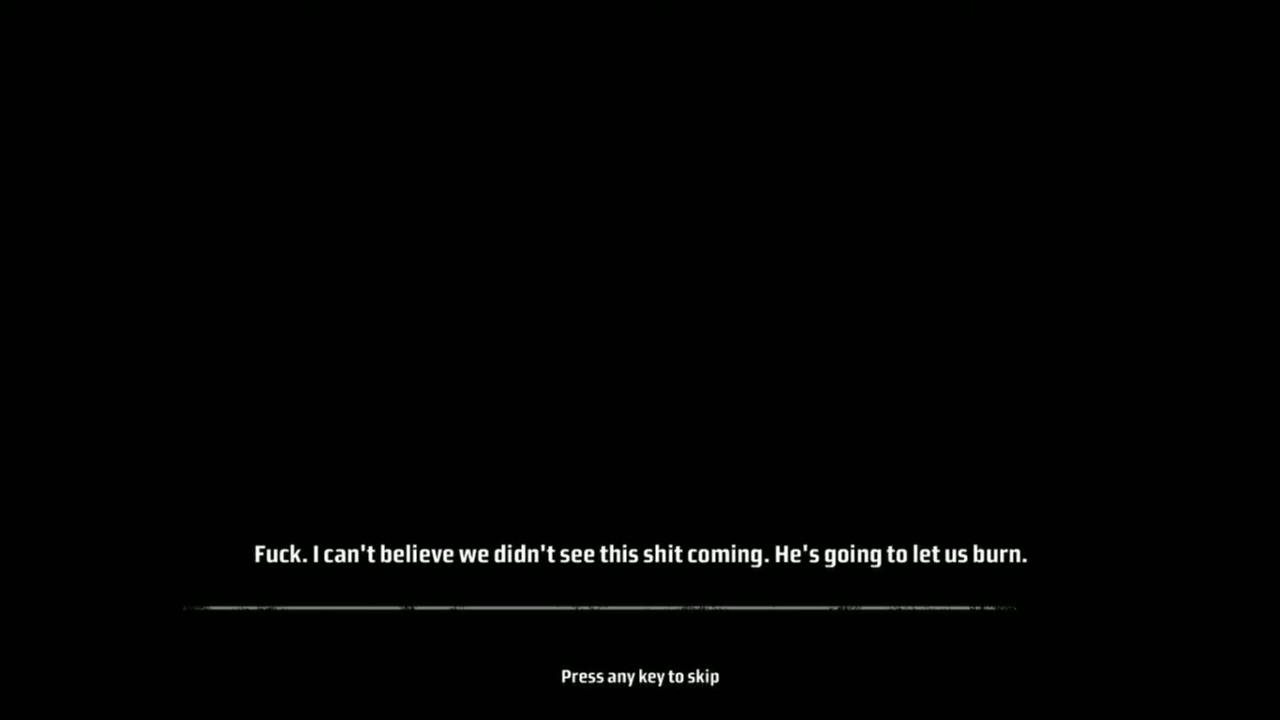 Fuck. I can't believe we didn't see this shit coming. He's going to let us burn.
Press any key to skip